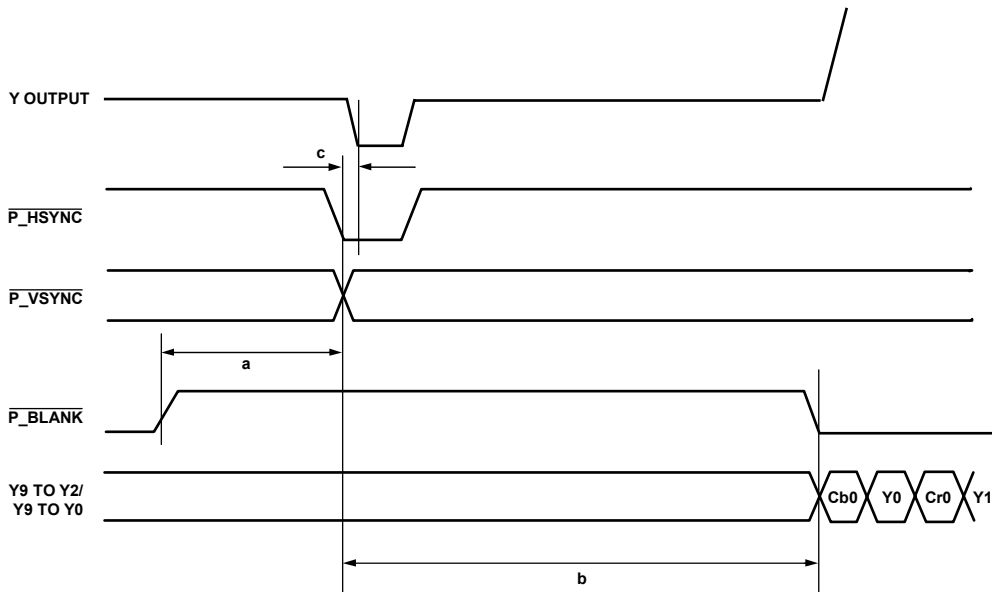 Y OUTPUT
c
P_HSYNC
P_VSYNC
a
P_BLANK
Y9 TO Y2/
Y9 TO Y0
Cb0 Y0 Cr0 Y1
b